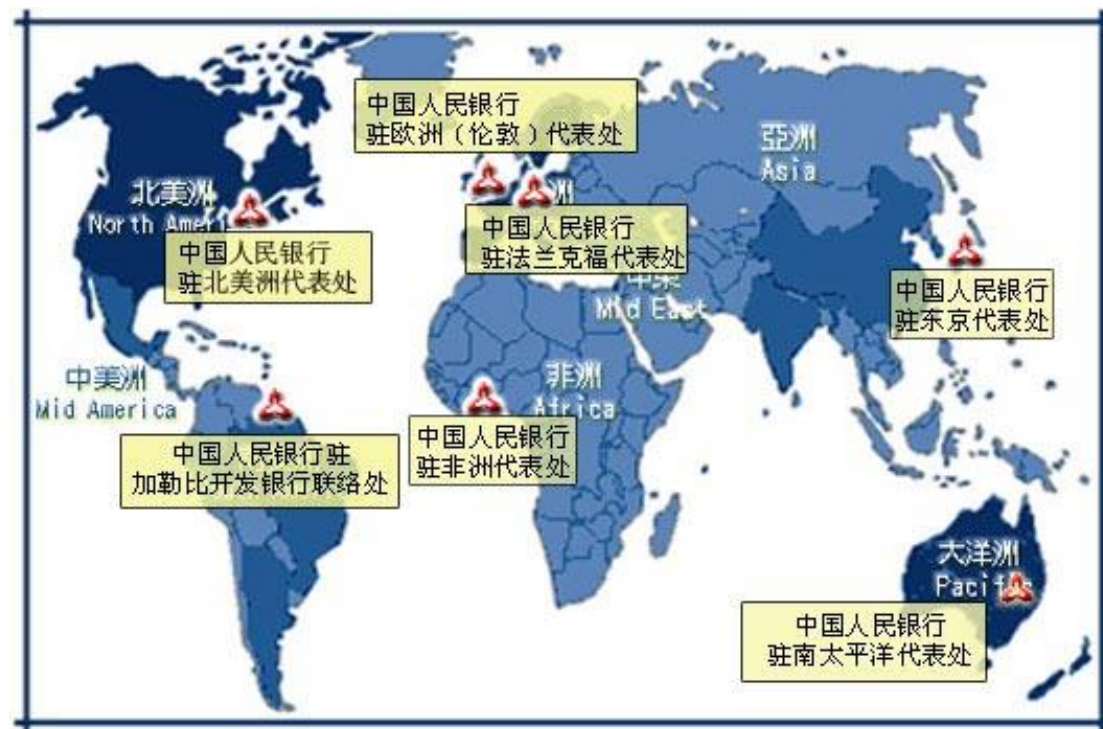 中国人民银行
驻欧洲（伦敦）代表处
亞洲
Asia
北美洲
North Ameri
洲
中国人民银行
驻法兰克福代表处
中国人民银行
驻北美洲代表处
Mid East
中国人民银行
驻东京代表处
中美洲
Mid America
非洲
Africa
中国人民银行
驻非洲代表处
中国人民银行驻
加勒比开发银行联络处
大洋洲
Pacific
中国人民银行
驻南太平洋代表处